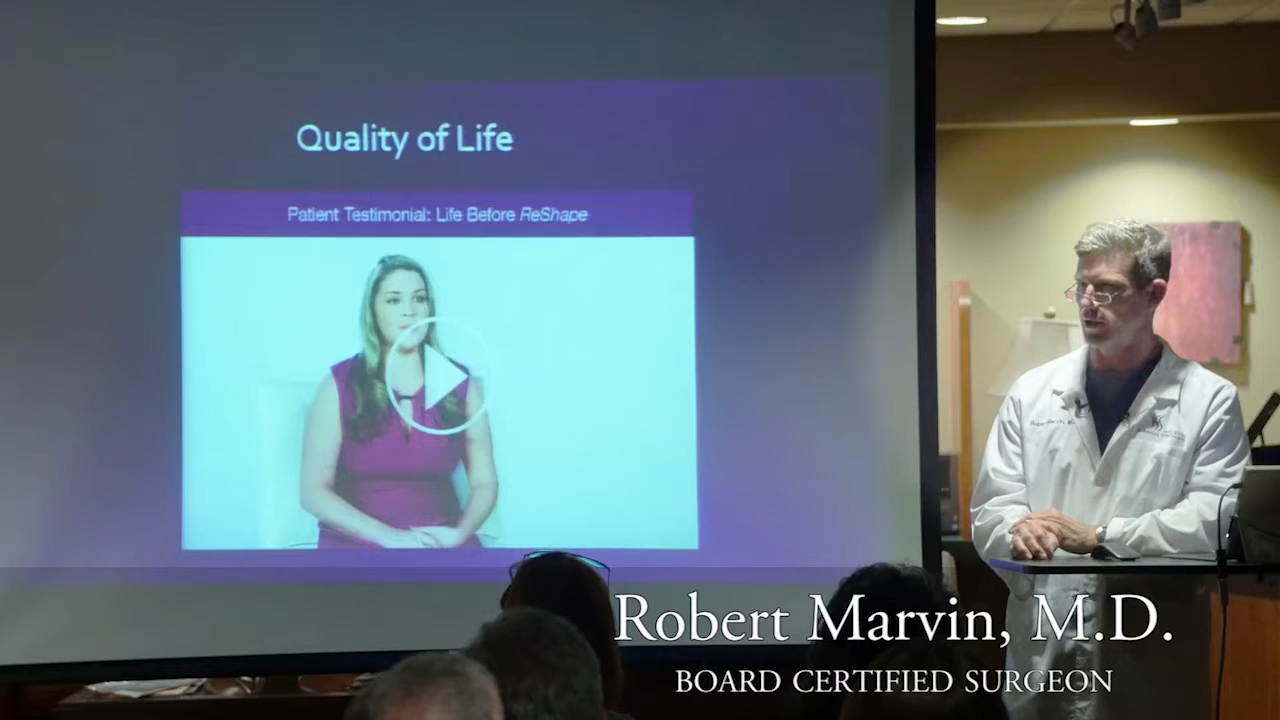 Quality of Life
Patient Testimonial: Life Before ReShape
Robert Marvin, M.D.
BOARD CERTIFIED SURGEON